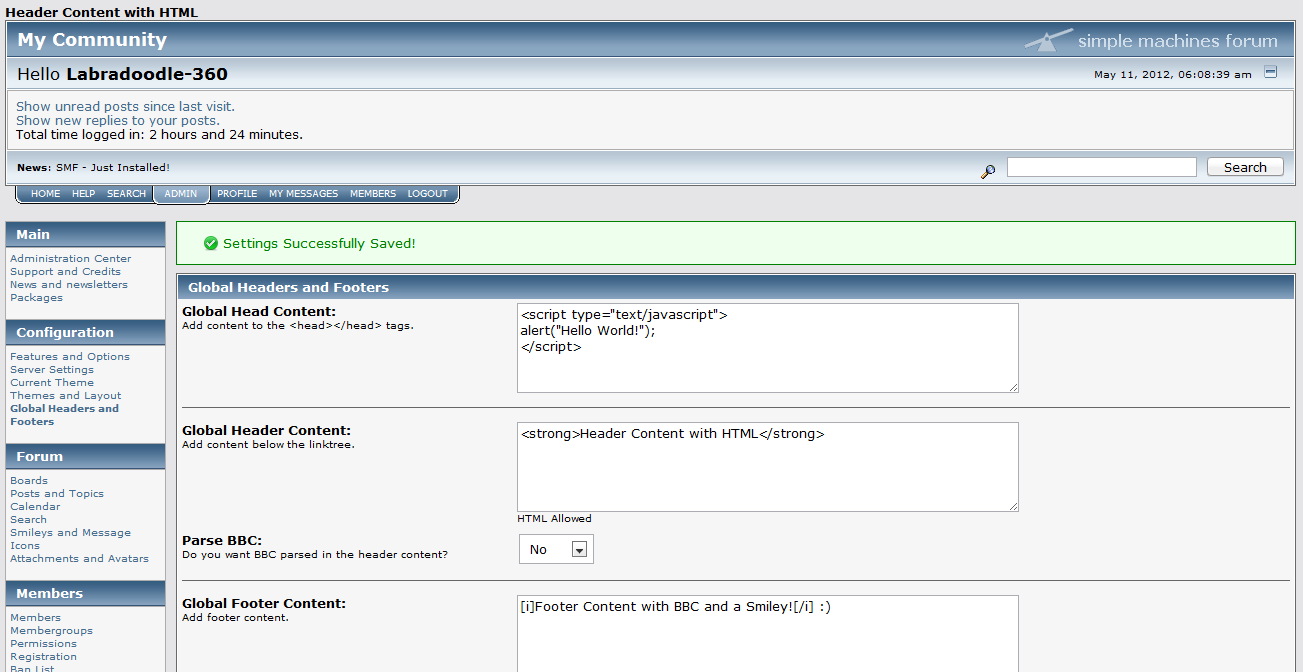 Header Content with HTML
My Community
simple machines forum
Hello Labradoodle-360
May 11, 2012, 06:08:39 am
Show unread posts since last visit.
Show new replies to your posts.
Total time logged in: 2 hours and 24 minutes.
News: SMF - Just Installed!
Search
HOME HELP SEARCH ADMIN PROFILE MY MESSAGES MEMBERS LOGOUT
Main
Administration Center
Support and Credits
News and newsletters
Packages
Configuration
Features and Options
Server Settings
Current Theme
Themes and Layout
Global Headers and
Footers
Forum
Boards
Posts and Topics
Calendar
Search
Smileys and Message
Icons
Attachments and Avatars
Members
Members
Membergroups
Permissions
Registration
Ban List
Settings Successfully Saved!
Global Headers and Footers
Global Head Content:
Add content to the <head></head> tags.
<script type="text/javascript">
alert("Hello World!");
</script>
Global Header Content:
Add content below the linktree.
<strong>Header Content with HTML</strong>
HTML Allowed
Parse BBC:
Do you want BBC parsed in the header content?
No
Global Footer Content:
Add footer content.
[i]Footer Content with BBC and a Smiley![/i] :)